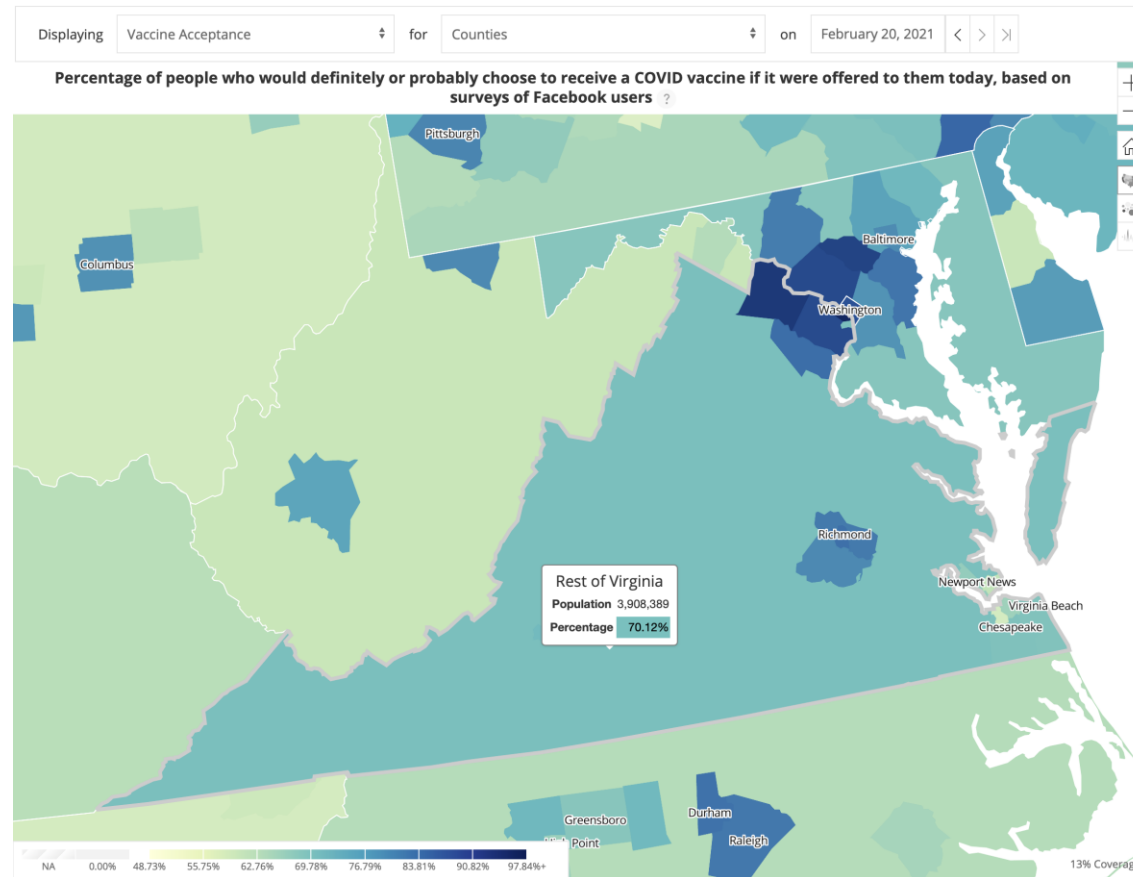 Displaying Vaccine Acceptance for Counties on February 20, 2021
Percentage of people who would definitely or probably choose to receive a COVID vaccine if it were offered to them today, based on
surveys of Facebook users ?
Pittsburgh
Columbus
Baltimore
Washington
Richmond
Rest of Virginia
Population 3,908,389
Percentage 70.12%
Newport News
Virginia Beach
Chesapeake
Durham
Greensboro
Raleigh
Point
NA 0.00% 48.73% 55.75% 62.76% 69.78% 76.79% 83.81% 90.82% 97.84%+
13% Coverag